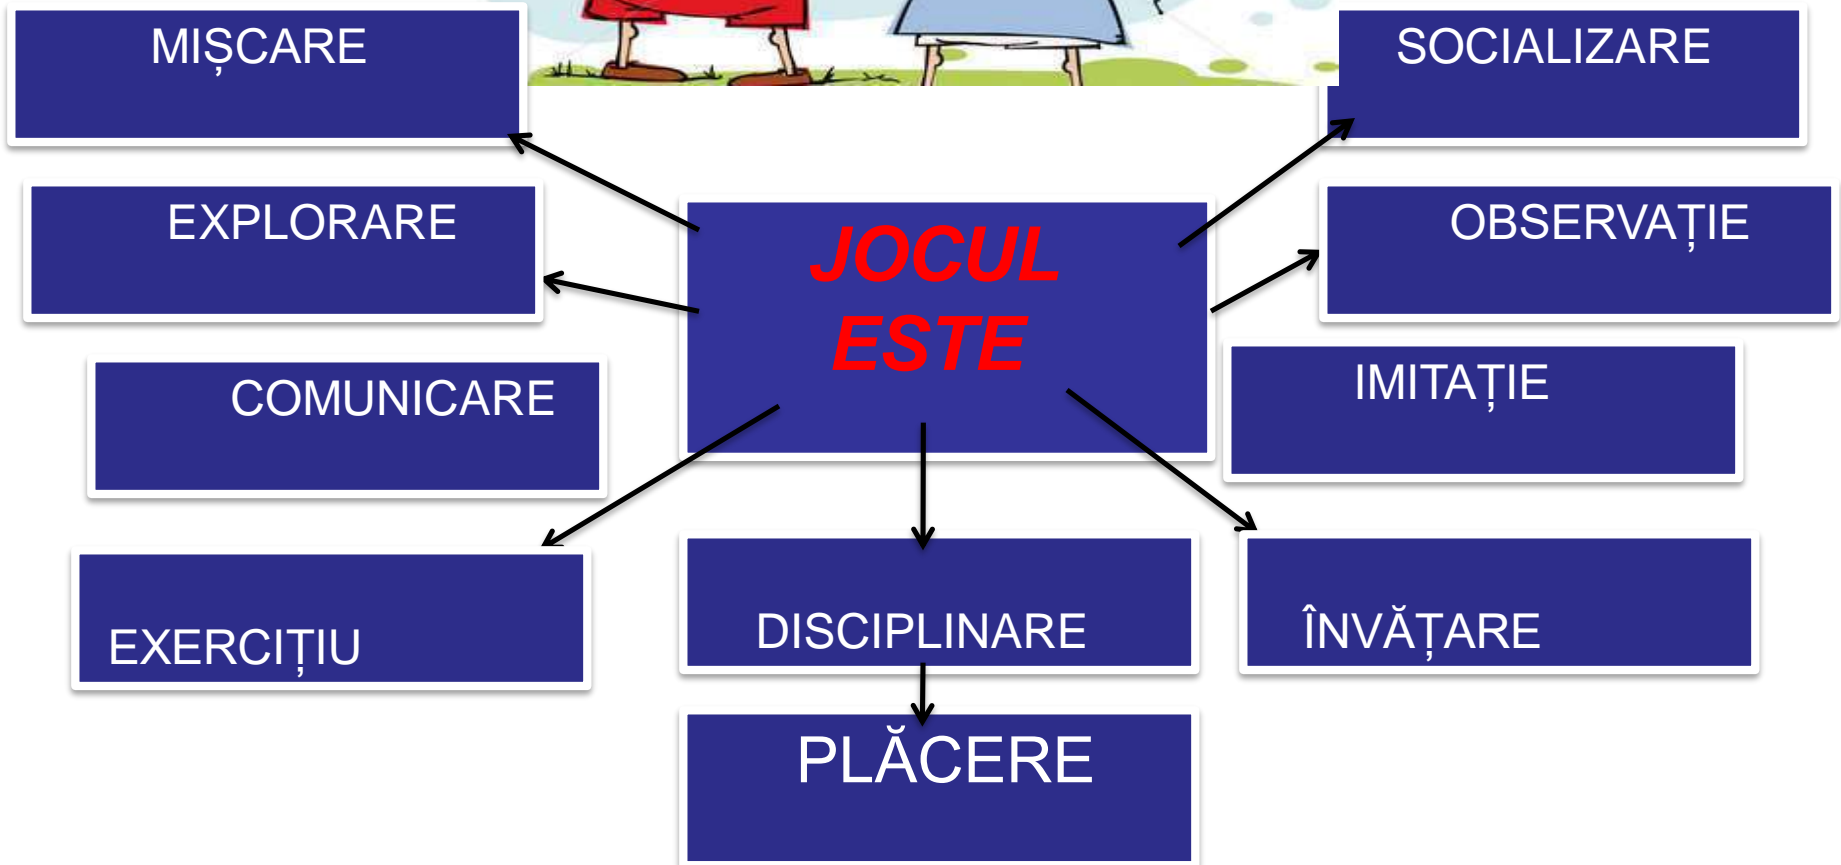 MIȘCARE
SOCIALIZARE
EXPLORARE
OBSERVAȚIE
JOCUL
ESTE
COMUNICARE
IMITAȚIE
EXERCIȚIU
DISCIPLINARE
ÎNVĂȚARE
PLĂCERE